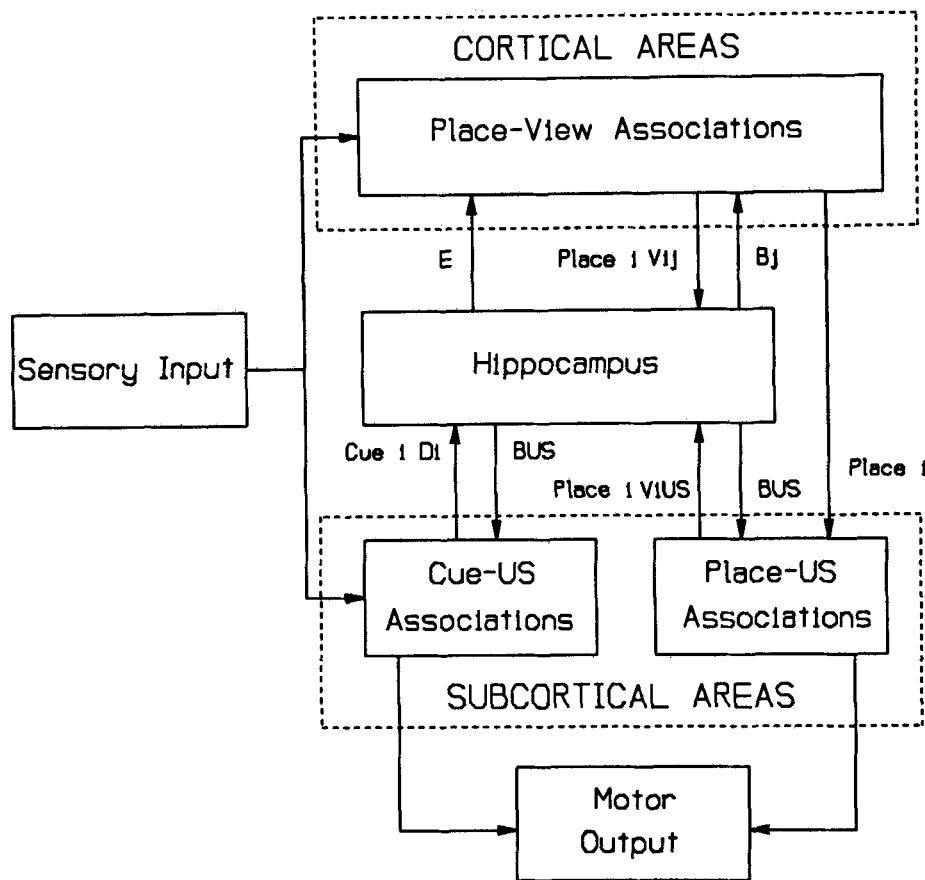 CORTICAL AREAS
Place-View Associations
E
Place i Vij
Bj
Sensory Input
Hippocampus
Cue i Di
BUS
Place i ViUS
BUS
Place i
Cue-US
Associations
Place-US
Associations
SUBCORTICAL AREAS
Motor
Output